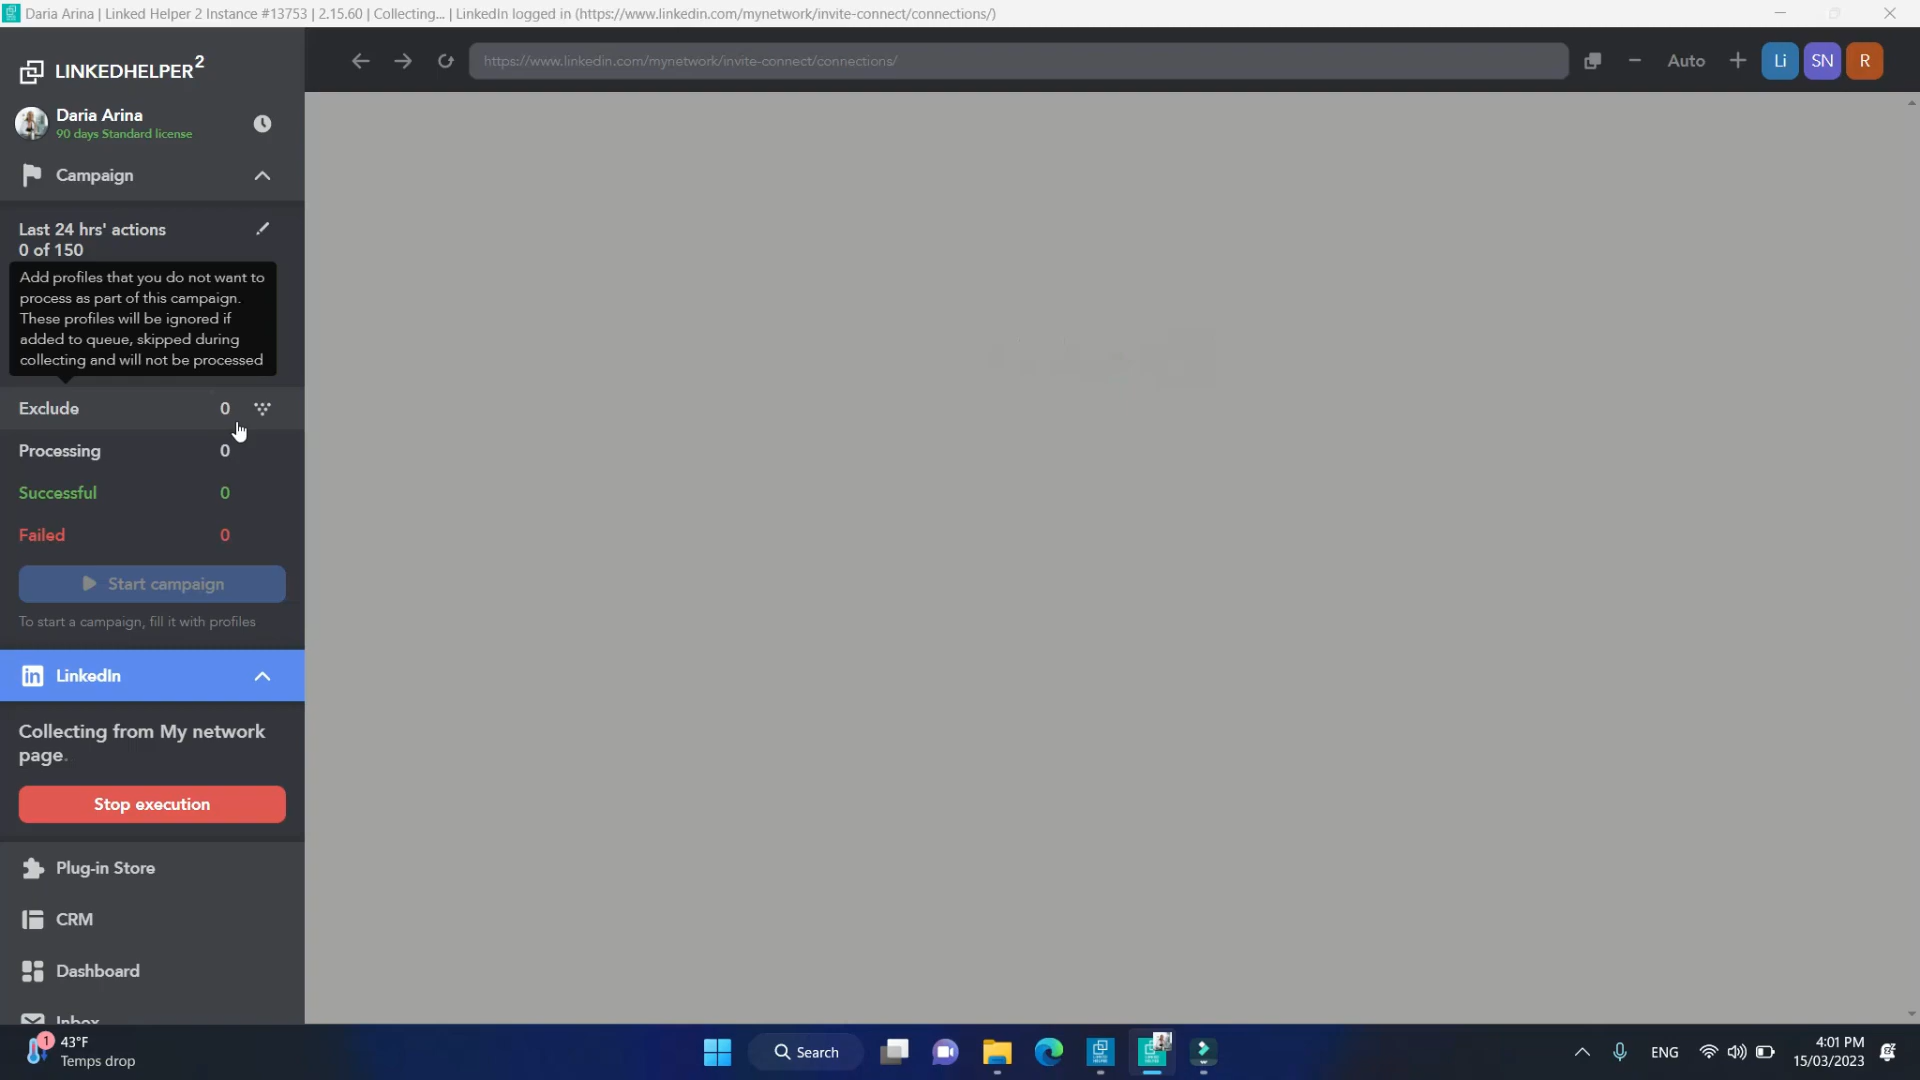 Daria Arina | Linked Helper 2 Instance #13753 | 2.15.60 | Collecting... | LinkedIn logged in (https://www.linkedin.com/mynetwork/invite-connect/connections/)
LINKEDHELPER 2
https://www.linkedin.com/mynetwork/invite-connect/connections/
Auto
Li
SN
R
Daria Arina
90 days Standard license
Campaign
Last 24 hrs' actions
0 of 150
Add profiles that you do not want to
process as part of this campaign.
These profiles will be ignored if
added to queue, skipped during
collecting and will not be processed
Exclude 0
Processing 0
Successful 0
Failed 0
Start campaign
To start a campaign, fill it with profiles
in LinkedIn
Collecting from My network
page.
Stop execution
Plug-in Store
CRM
Dashboard
Inbox
1
43°F
Temps drop
Search
ENG
4:01 PM
15/03/2023